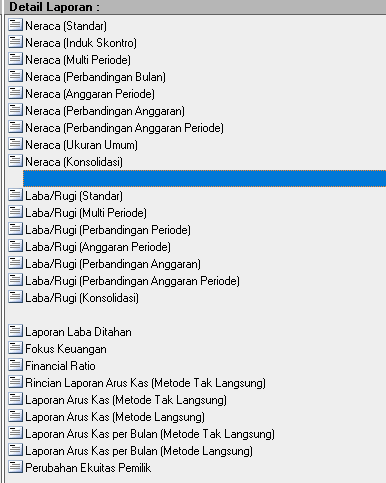 Detail Laporan :
Neraca (Standar)
Neraca (Induk Skontro)
Neraca (Multi Periode)
Neraca (Perbandingan Bulan)
Neraca (Anggaran Periode)
Neraca (Perbandingan Anggaran)
Neraca (Perbandingan Anggaran Periode)
Neraca (Ukuran Umum)
Neraca (Konsolidasi)
Laba/Rugi (Standar)
Laba/Rugi (Multi Periode)
Laba/Rugi (Perbandingan Periode)
Laba/Rugi (Anggaran Periode)
Laba/Rugi (Perbandingan Anggaran)
Laba/Rugi (Perbandingan Anggaran Periode)
Laba/Rugi (Konsolidasi)
Laporan Laba Ditahan
Fokus Keuangan
Financial Ratio
Rincian Laporan Arus Kas (Metode Tak Langsung)
Laporan Arus Kas (Metode Tak Langsung)
Laporan Arus Kas (Metode Langsung)
Laporan Arus Kas per Bulan (Metode Tak Langsung)
Laporan Arus Kas per Bulan (Metode Langsung)
Perubahan Ekuitas Pemilik